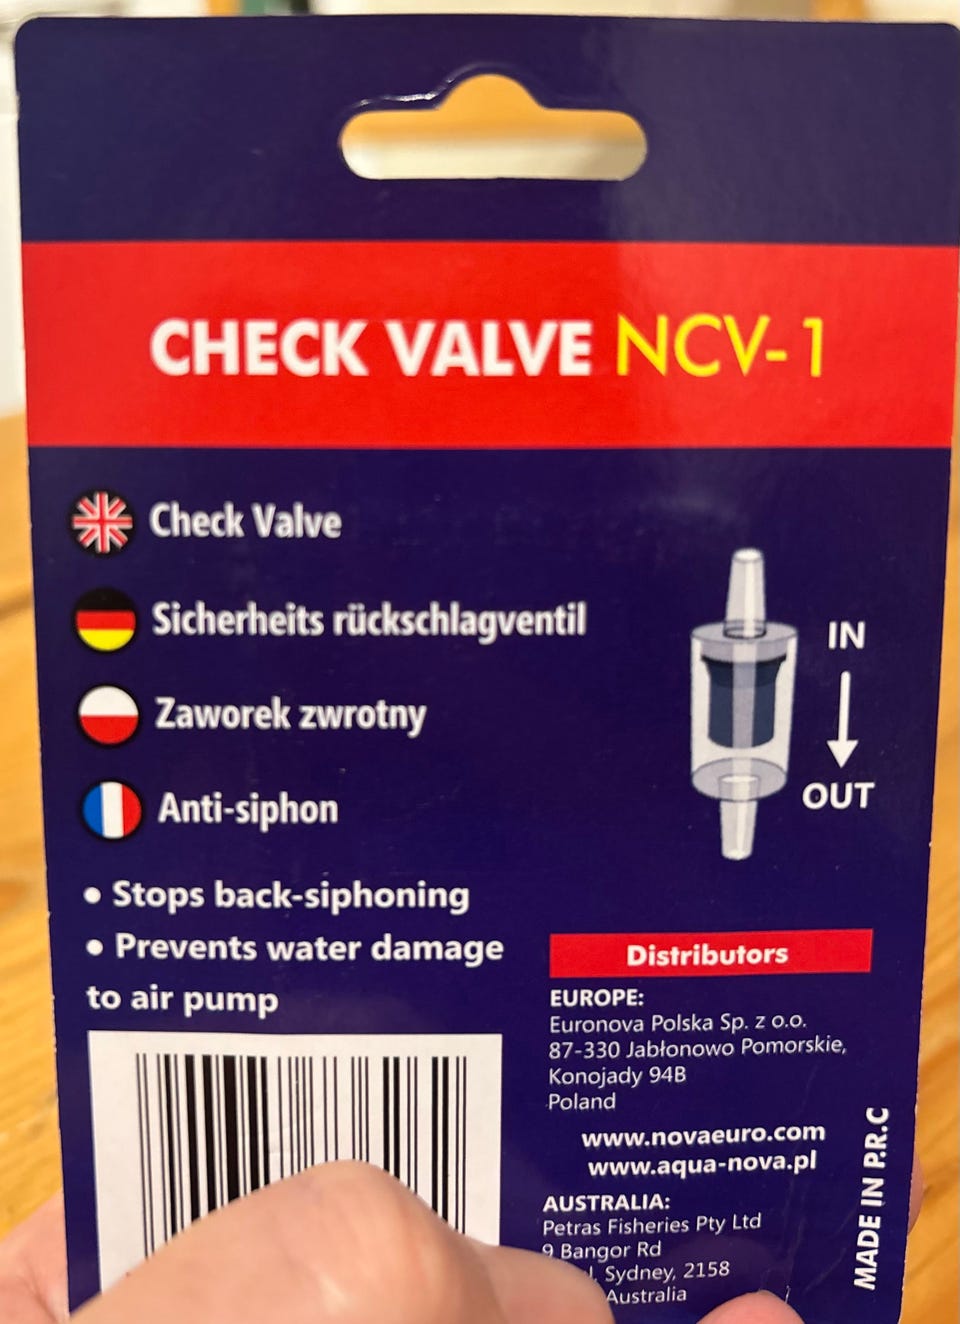 CHECK VALVE NCV-1
Check Valve
Sicherheits rückschlagventil
Zaworek zwrotny
Anti-siphon
• Stops back-siphoning
• Prevents water damage
to air pump
IN
OUT
Distributors
EUROPE:
Euronova Polska Sp. z o.o.
87-330 Jabłonowo Pomorskie,
Konojady 94B
Poland
www.novaeuro.com
www.aqua-nova.pl
AUSTRALIA:
Petras Fisheries Pty Ltd
9 Bangor Rd
Sydney, 2158
Australia
MADE IN P.R.C